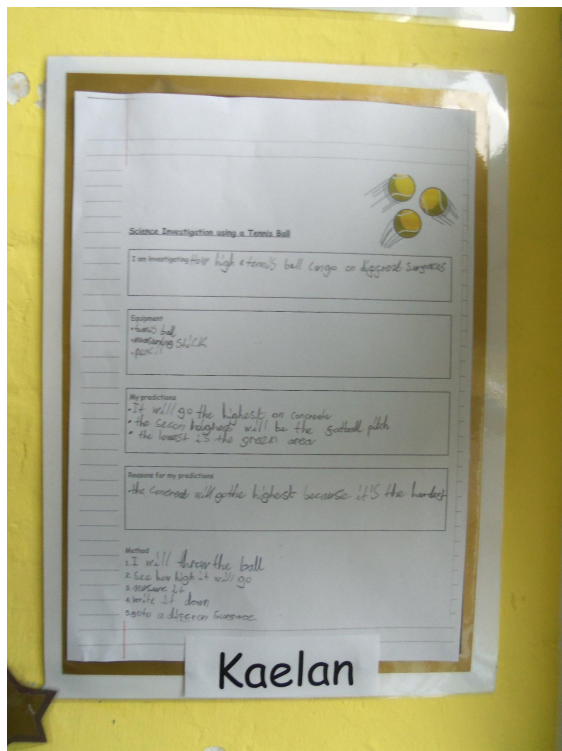 Science Investigation using a Tennis Ball
I am investigating How high a tennis ball can go on different surfaces
Equipment
• tennis ball
• measuring stick
• pencil
My predictions
• It will go the highest on concreate
• the secon highest will be the football pitch
• the lowest is the green area
Reasons for my predictions
• the concreat will go the highest because it's the hardest
Method
1. I will throw the ball
2. See how high it will go
3. mesure it
4. write it down
5. go to a differen surface
Kaelan